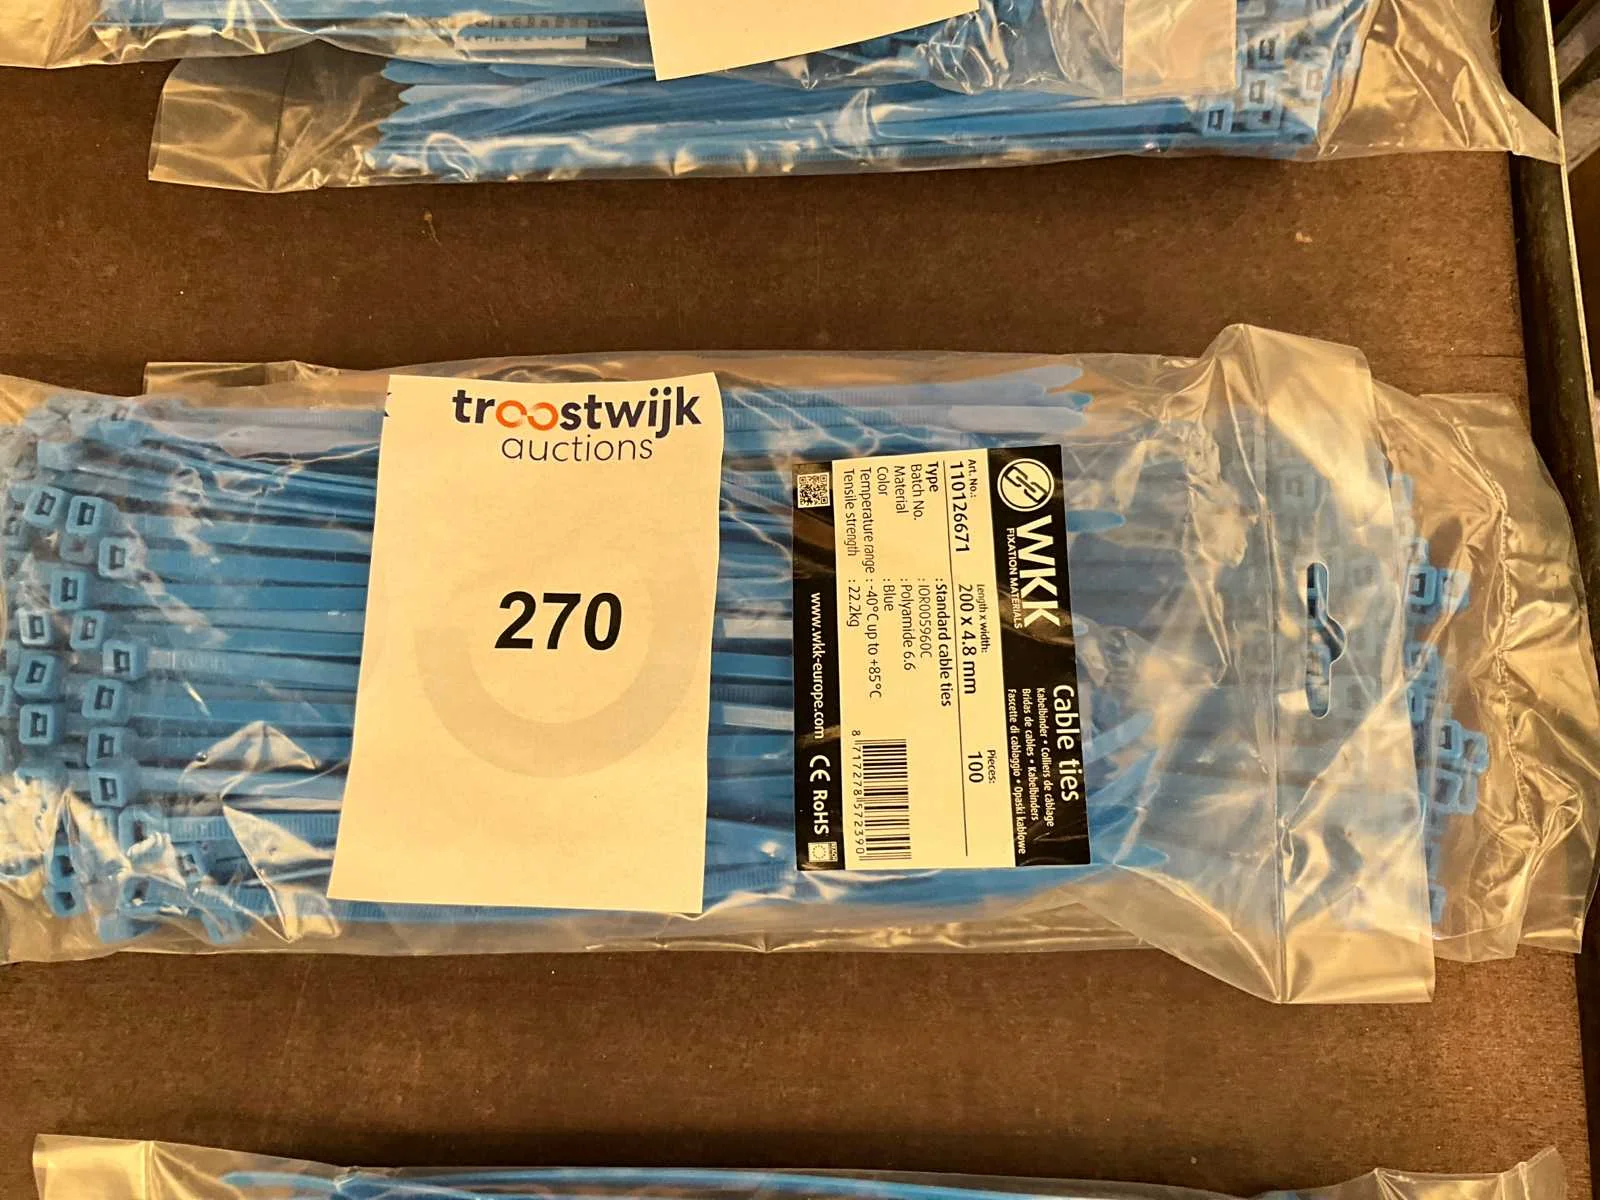 troostwijk
auctions
270
WKK
FIXATION MATERIALS
Cable ties
Kabelbinder • Colliers de câblage
Bridas de cables • Kabelbinders
Fascette di cablaggio • Opaski kablowe
Art. No.: Length x width: Pieces:
110126671 200 x 4.8 mm 100
Type : Standard cable ties
Batch No. : IOR005960C
Material : Polyamide 6.6
Color : Blue
Temperature range : -40°C up to +85°C
Tensile strength : 22.2kg
8 717278 572390
www.wkk-europe.com CE RoHS REACH